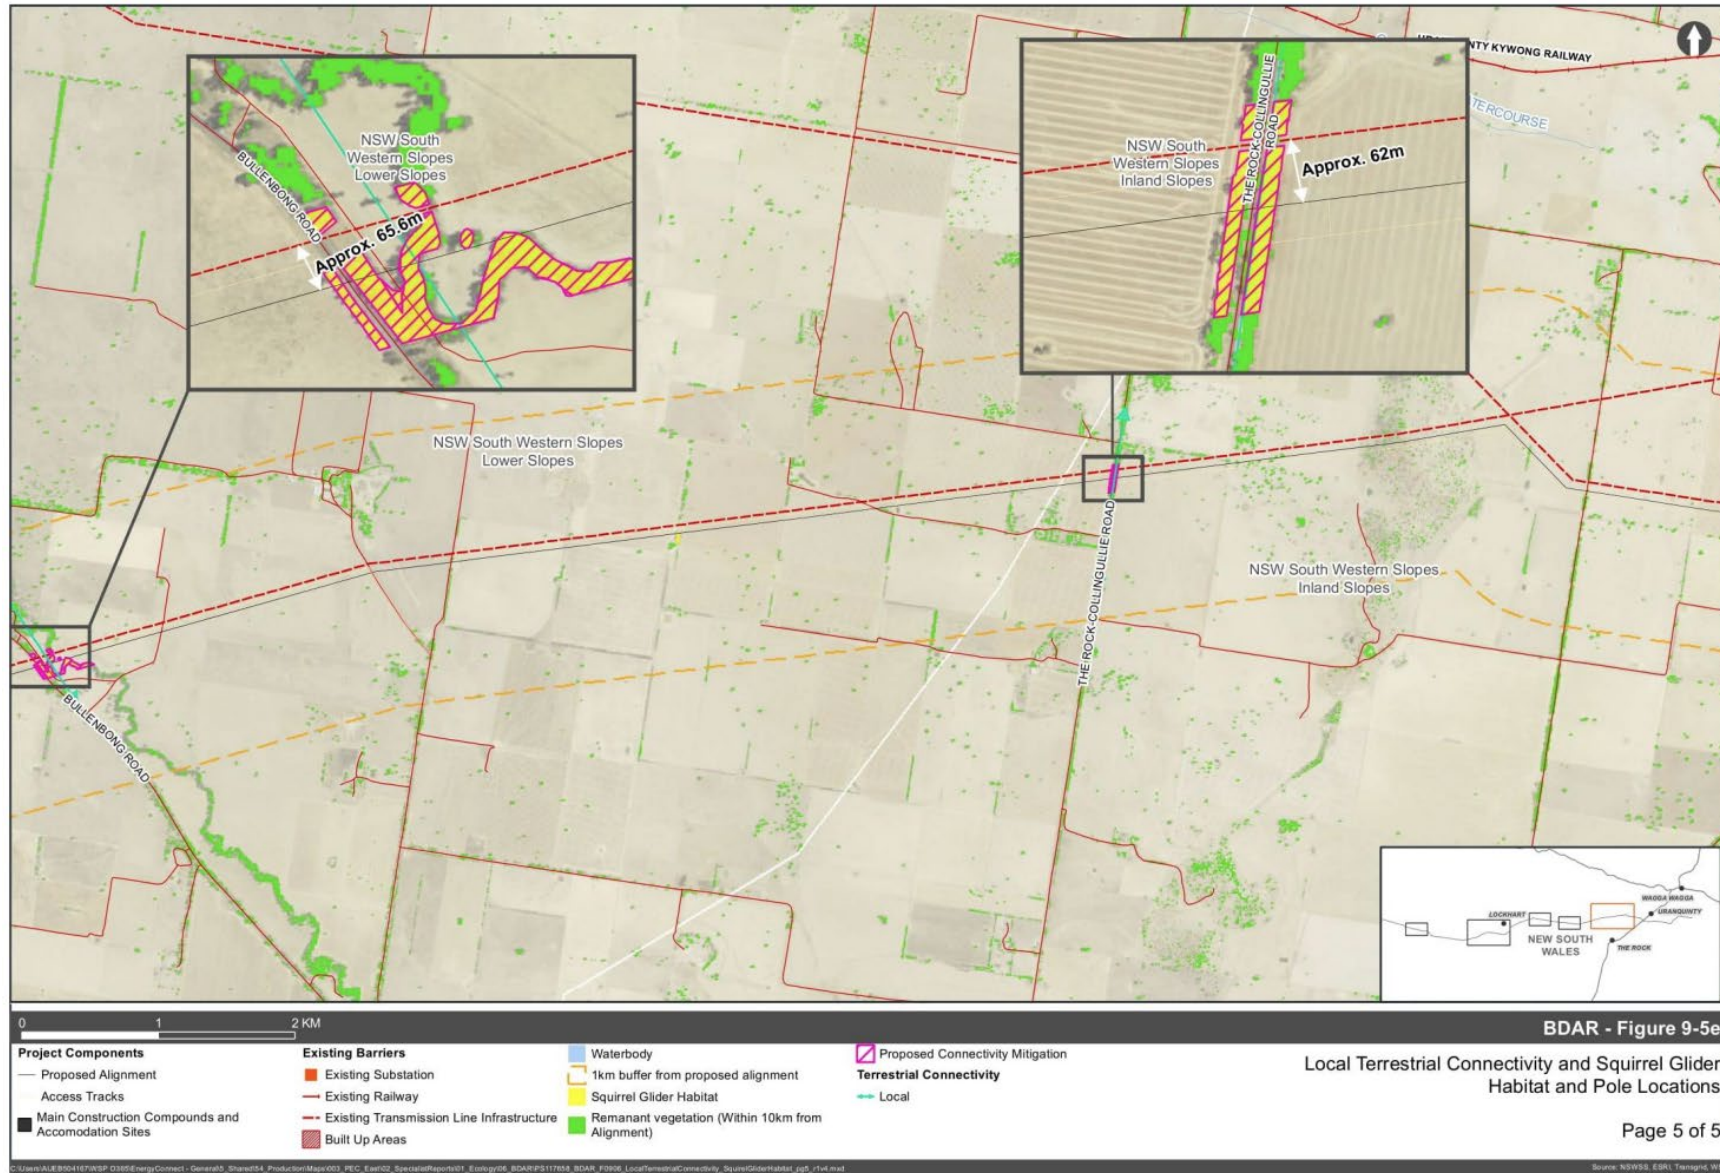 NTY KYWONG RAILWAY
TERCOURSE
NSW South
Western Slopes
Lower Slopes
BULLENBONG ROAD
Approx. 65.6m
NSW South
Western Slopes
Inland Slopes
THE ROCK-COLLINGULLIE
ROAD
Approx. 62m
NSW South Western Slopes
Lower Slopes
THE ROCK-COLLINGULLIE ROAD
NSW South Western Slopes
Inland Slopes
BULLENBONG ROAD
WAGGA WAGGA
LOCKHART
URANQUINTY
NEW SOUTH
WALES
THE ROCK
0 1 2 KM
BDAR - Figure 9-5e
Project Components
Proposed Alignment
Access Tracks
Main Construction Compounds and
Accomodation Sites
Existing Barriers
Existing Substation
Existing Railway
Existing Transmission Line Infrastructure
Built Up Areas
Waterbody
1km buffer from proposed alignment
Squirrel Glider Habitat
Remanant vegetation (Within 10km from
Alignment)
Proposed Connectivity Mitigation
Terrestrial Connectivity
Local
Local Terrestrial Connectivity and Squirrel Glider
Habitat and Pole Locations
Page 5 of 5
Source: NSWSS, ESRI, Transgrid, W